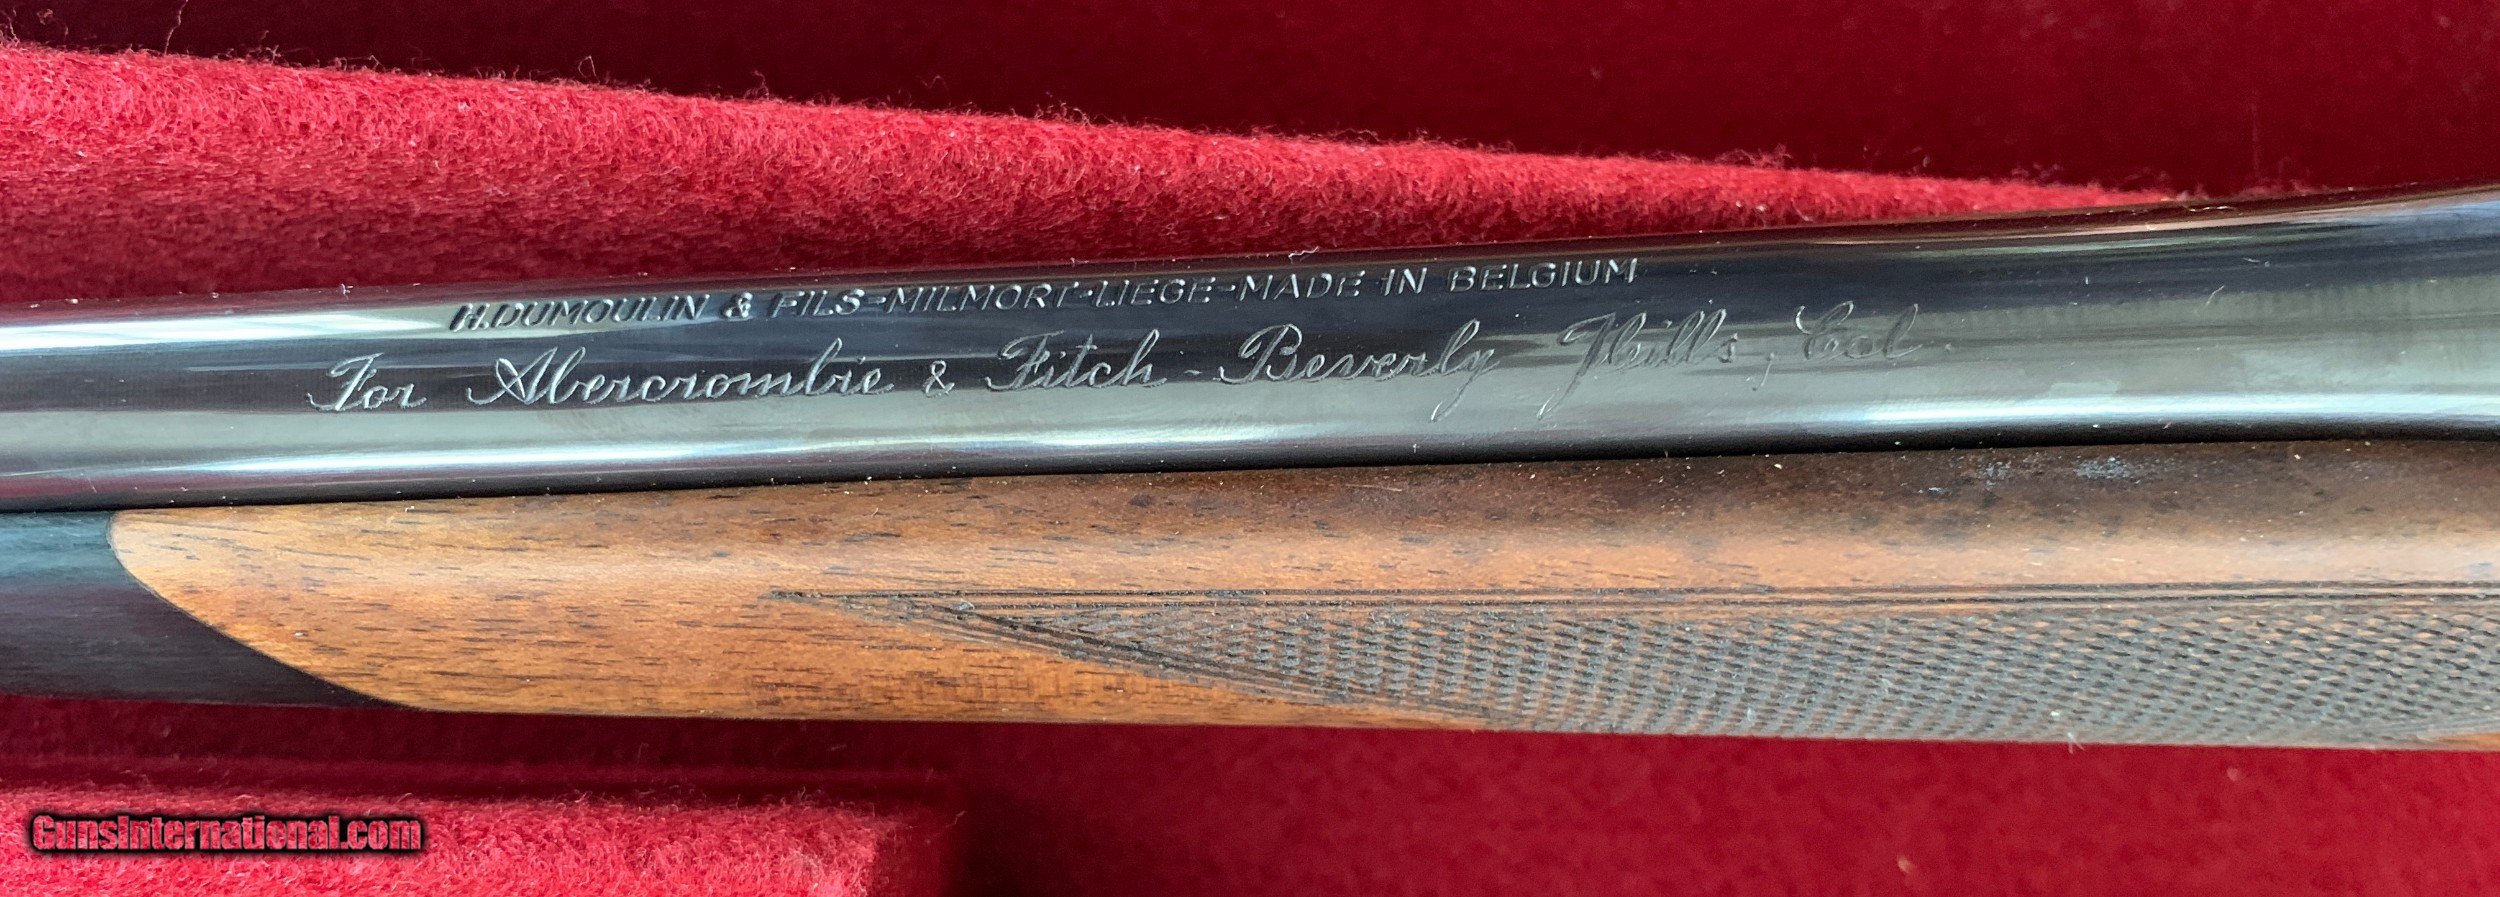 H.DUMOULIN & FILS-MILMORT-LIEGE-MADE IN BELGIUM
For Abercrombie & Fitch - Beverly Hills, Cal.
GunsInternational.com